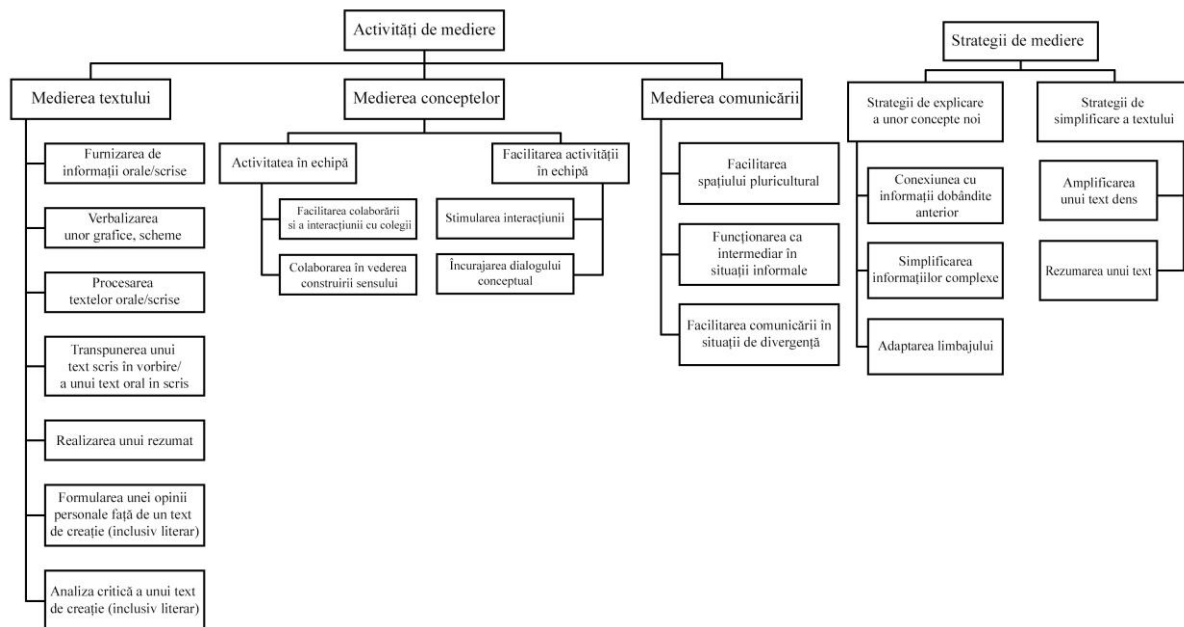 Activități de mediere
Medierea textului
Furnizarea de
informații orale/scrise
Verbalizarea
unor grafice, scheme
Procesarea
textelor orale/scrise
Transpunerea unui
text scris în vorbire/
a unui text oral in scris
Realizarea unui rezumat
Formularea unei opinii
personale față de un text
de creație (inclusiv literar)
Analiza critică a unui text
de creație (inclusiv literar)
Medierea conceptelor
Activitatea în echipă
Facilitarea colaborării
si a interacțiunii cu colegii
Colaborarea în vederea
construirii sensului
Facilitarea activității
în echipă
Stimularea interacțiunii
Încurajarea dialogului
conceptual
Medierea comunicării
Facilitarea
spațiului pluricultural
Funcționarea ca
intermediar în
situații informale
Facilitarea comunicării în
situații de divergență
Strategii de mediere
Strategii de explicare
a unor concepte noi
Conexiunea cu
informații dobândite
anterior
Simplificarea
informațiilor complexe
Adaptarea limbajului
Strategii de
simplificare a textului
Amplificarea
unui text dens
Rezumarea unui text